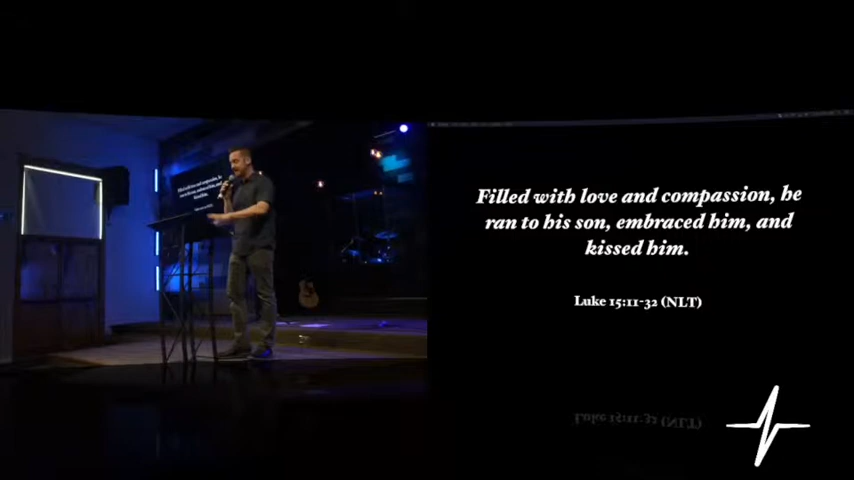 Filled with love and compassion, he
ran to his son, embraced him, and
kissed him.
Luke 15:11-32 (NLT)